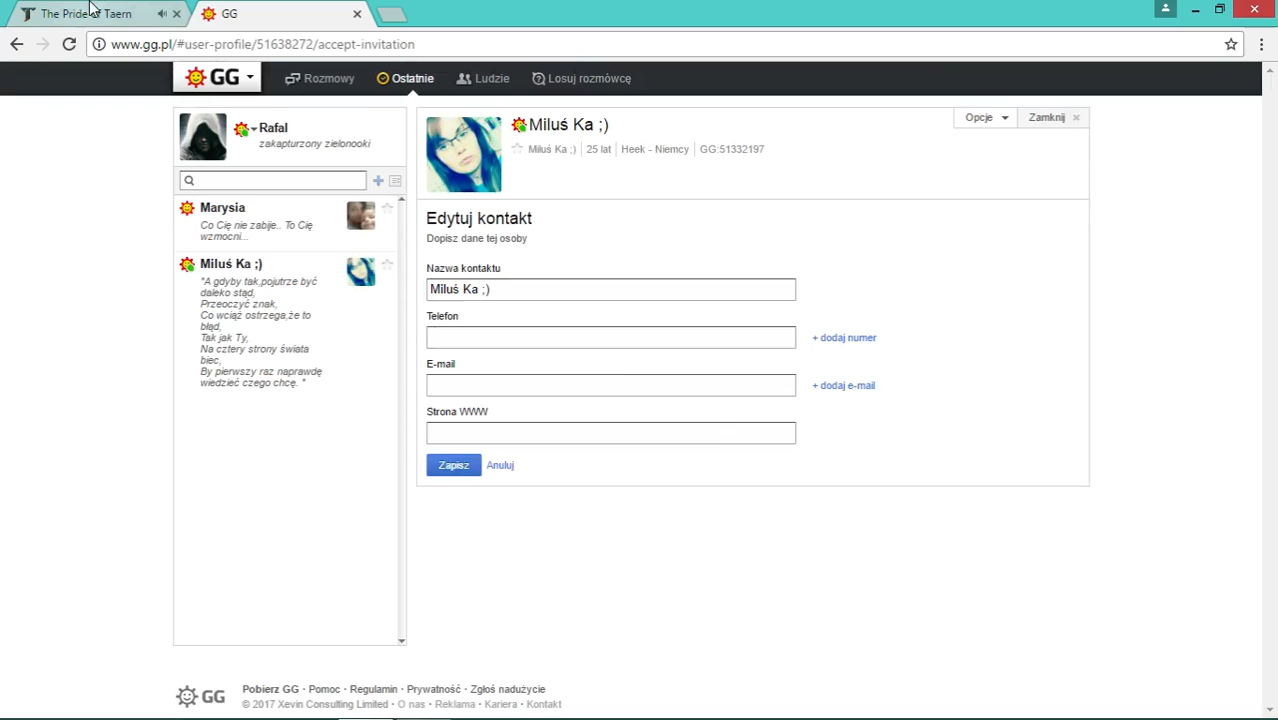 The Pride of Taern
GG
www.gg.pl/#user-profile/51638272/accept-invitation
GG
Rozmowy
Ostatnie
Ludzie
Losuj rozmówcę
Rafal
zakapturzony zielonooki
Marysia
Co Cię nie zabije.. To Cię
wzmocni...
Miluś Ka ;)
"A gdyby tak,pojutrze być
daleko stąd,
Przeoczyć znak,
Co wciąż ostrzega,że to
błąd,
Tak jak Ty,
Na cztery strony świata
biec,
By pierwszy raz naprawdę
wiedzieć czego chcę. "
Miluś Ka ;)
Miluś Ka ;) 25 lat Heek - Niemcy GG:51332197
Opcje
Zamknij
Edytuj kontakt
Dopisz dane tej osoby
Nazwa kontaktu
Miluś Ka ;)
Telefon
+ dodaj numer
E-mail
+ dodaj e-mail
Strona WWW
Zapisz
Anuluj
GG
Pobierz GG · Pomoc · Regulamin · Prywatność · Zgłoś nadużycie
© 2017 Xevin Consulting Limited · O nas · Reklama · Kariera · Kontakt